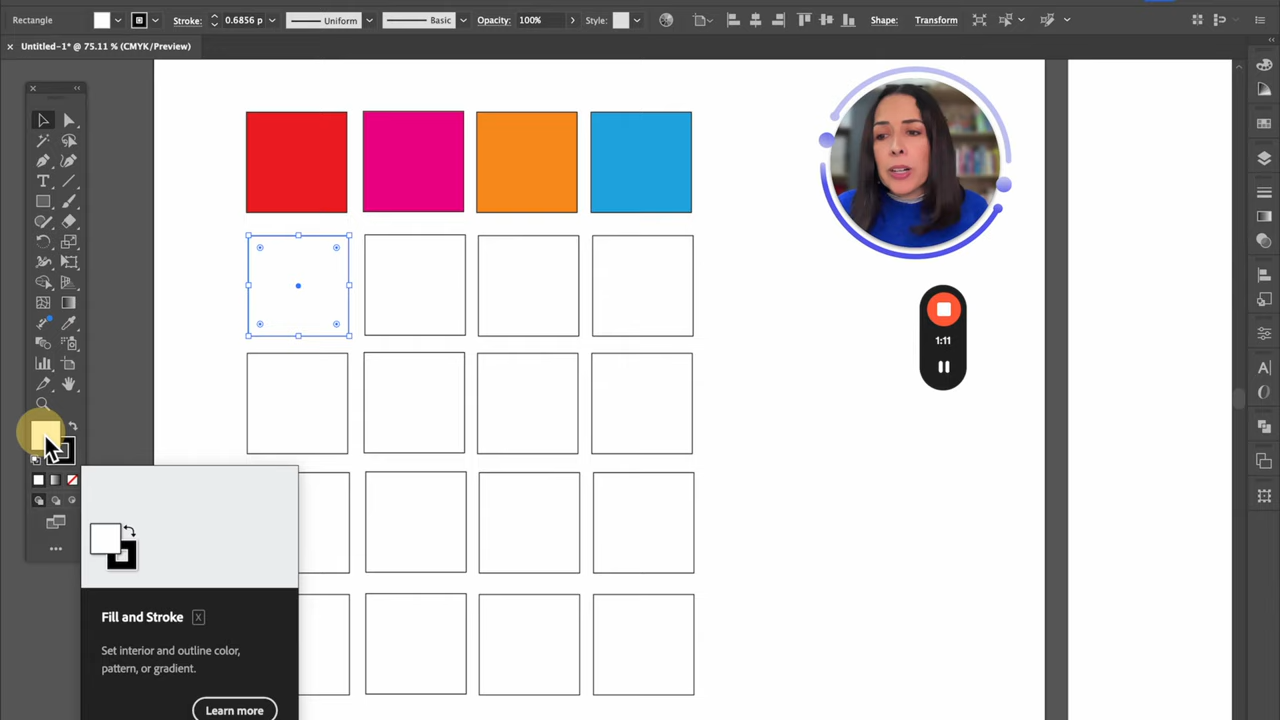 Rectangle
Stroke:
0.6856 p
Uniform
Basic
Opacity:
100%
Style:
Shape:
Transform
Untitled-1* @ 75.11 % (CMYK/Preview)
1:11
Fill and Stroke
X
Set interior and outline color,
pattern, or gradient.
Learn more